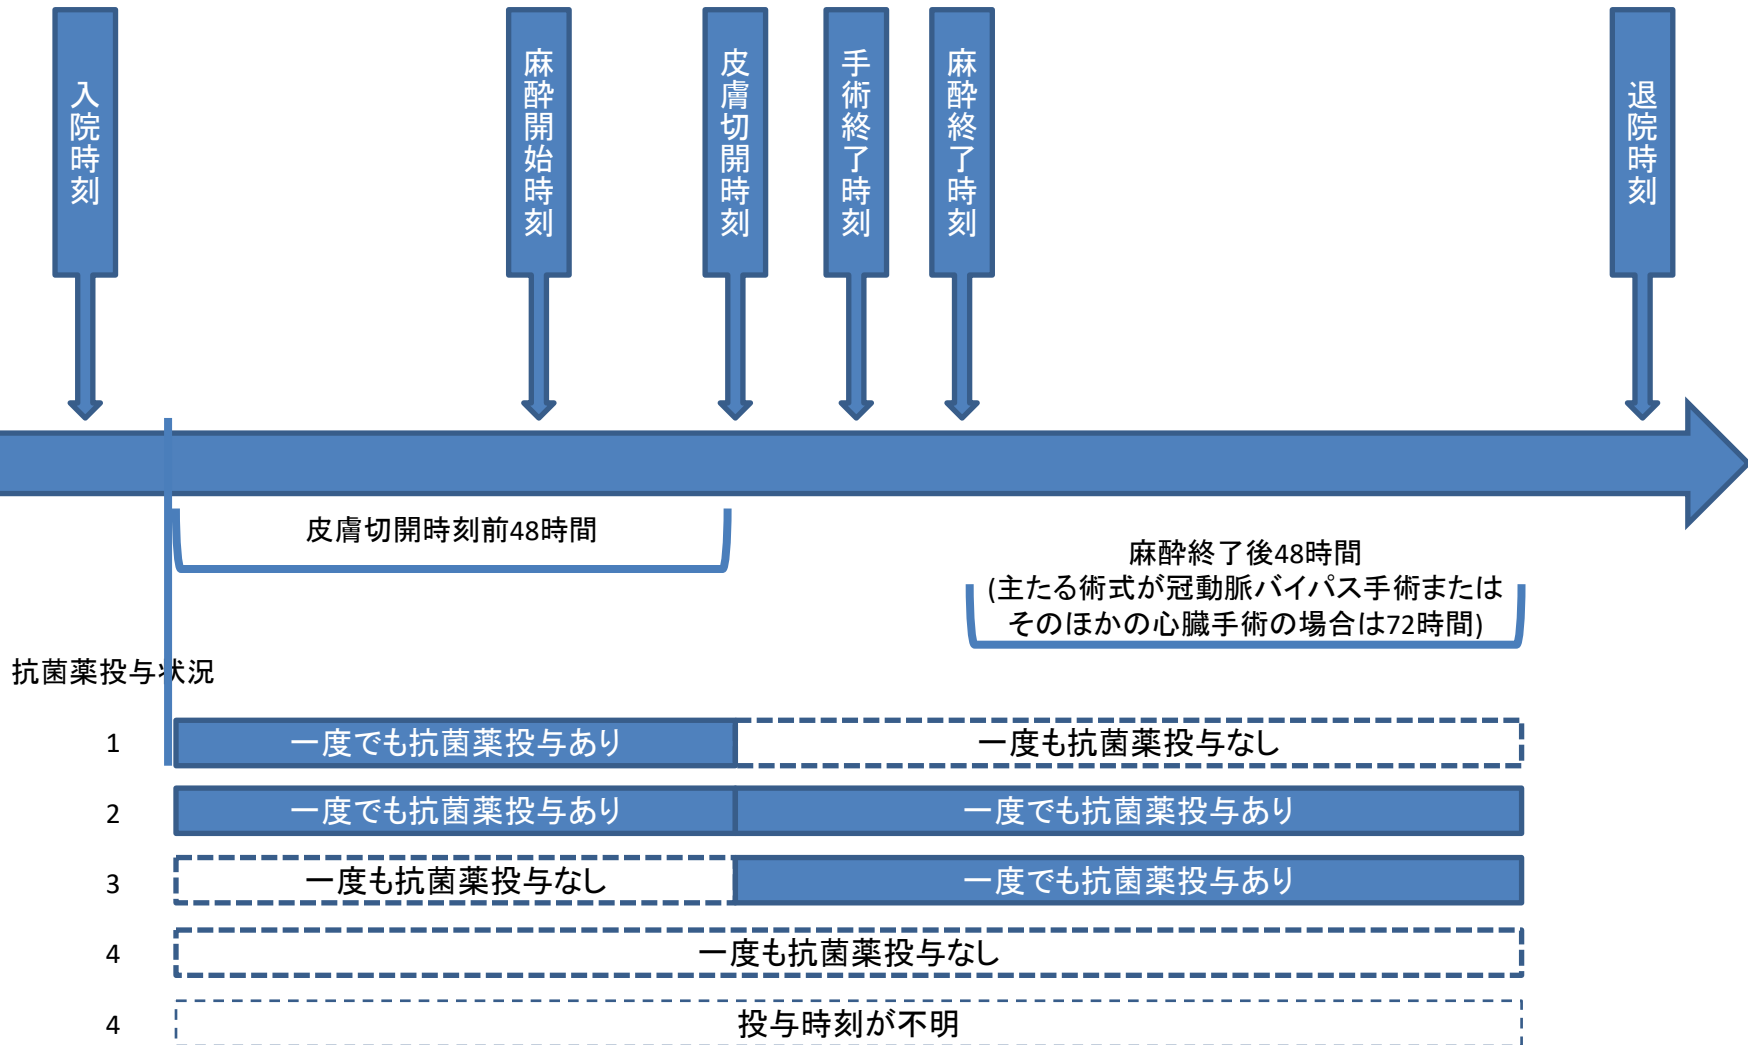 入院時刻
麻酔開始時刻
皮膚切開時刻
手術終了時刻
麻酔終了時刻
退院時刻
皮膚切開時刻前48時間
麻酔終了後48時間
(主たる術式が冠動脈バイパス手術または
そのほかの心臓手術の場合は72時間)
抗菌薬投与状況
1 一度でも抗菌薬投与あり 一度も抗菌薬投与なし
2 一度でも抗菌薬投与あり 一度でも抗菌薬投与あり
3 一度も抗菌薬投与なし 一度でも抗菌薬投与あり
4 一度も抗菌薬投与なし
4 投与時刻が不明